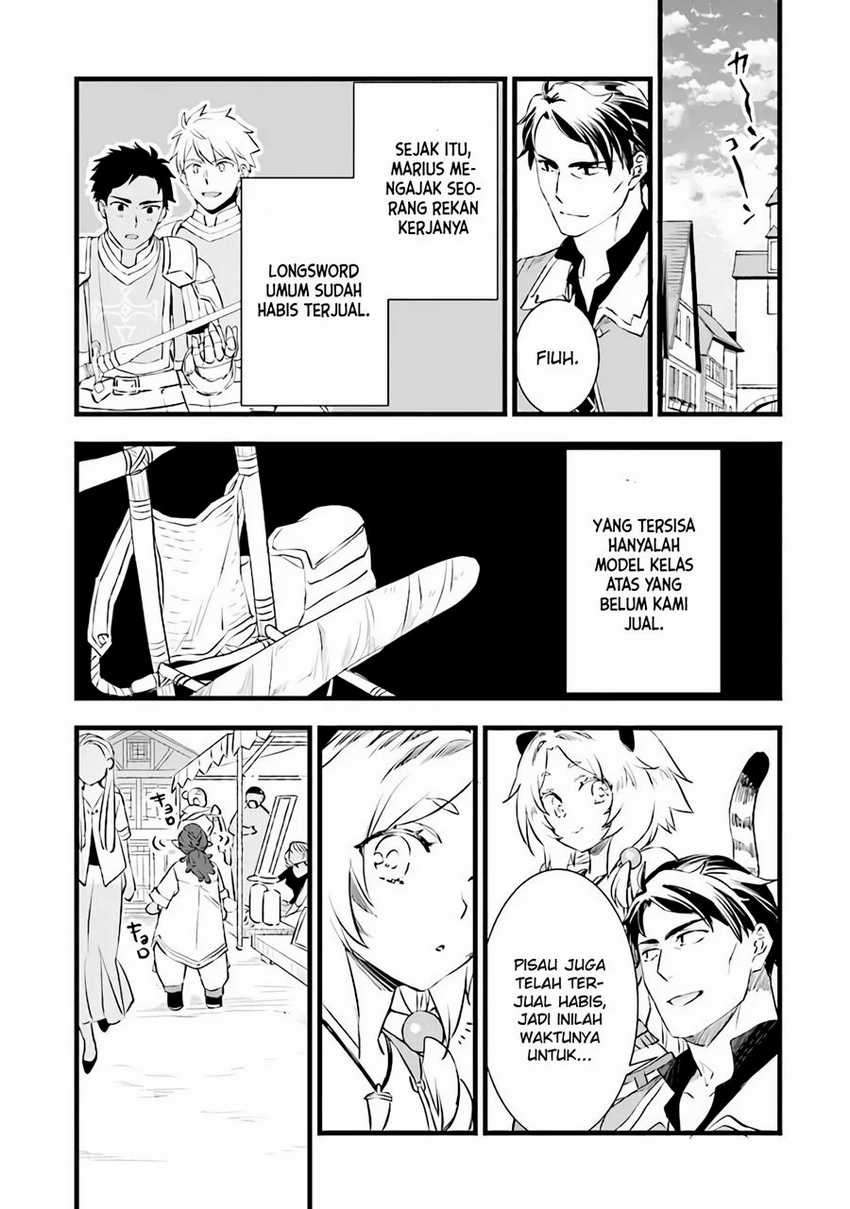 カーン
コーン
FIUH.
SEJAK ITU,
MARIUS ME-
NGAJAK SEO-
RANG REKAN
KERJANYA
LONGSWORD
UMUM SUDAH
HABIS TERJUAL.
YANG TERSISA
HANYALAH
MODEL KELAS
ATAS YANG
BELUM KAMI
JUAL.
PISAU JUGA
TELAH TER-
JUAL HABIS,
JADI INILAH
WAKTUNYA
UNTUK...
キョロ
キョロ